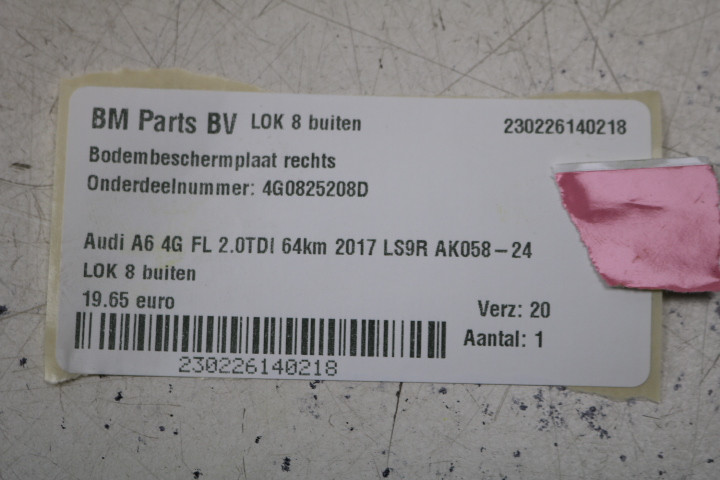 BM Parts BV LOK 8 buiten 230226140218
Bodembeschermplaat rechts
Onderdeelnummer: 4G0825208D
Audi A6 4G FL 2.0TDI 64km 2017 LS9R AK058-24
LOK 8 buiten
19.65 euro
Verz: 20
Aantal: 1
230226140218